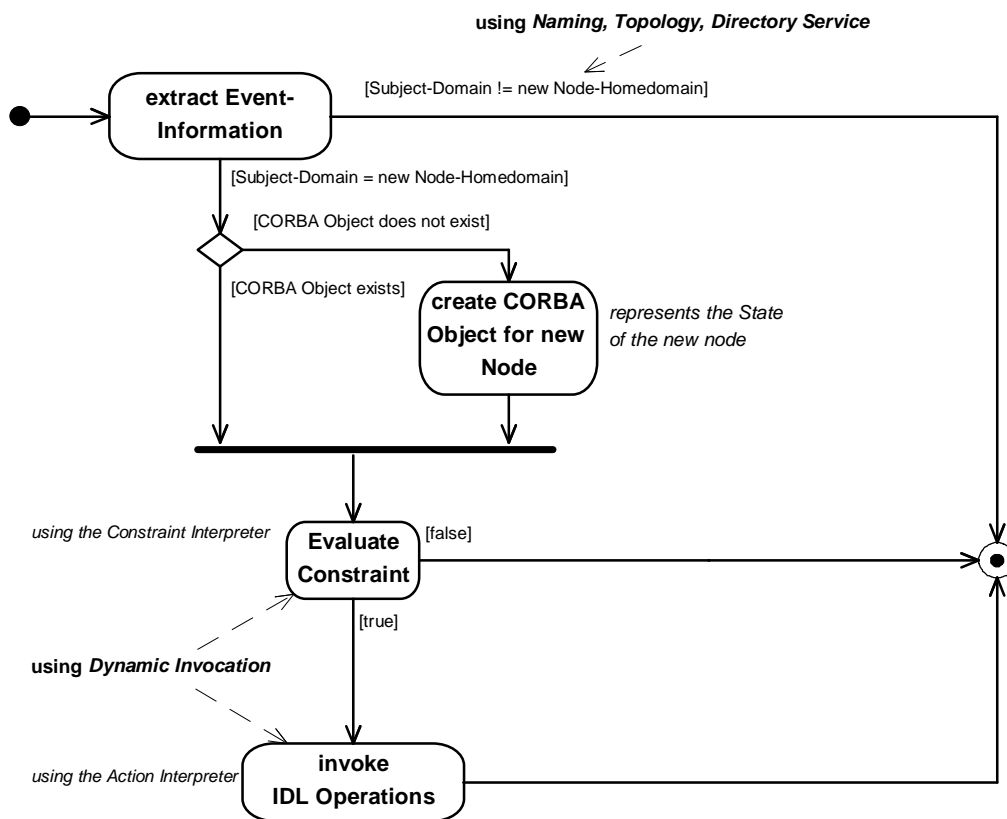 using Naming, Topology, Directory Service
[Subject-Domain != new Node-Homedomain]
extract Event-
Information
[Subject-Domain = new Node-Homedomain]
[CORBA Object does not exist]
[CORBA Object exists]
create CORBA
Object for new
Node
represents the State
of the new node
using the Constraint Interpreter
Evaluate
Constraint
[false]
[true]
using Dynamic Invocation
using the Action Interpreter
invoke
IDL Operations